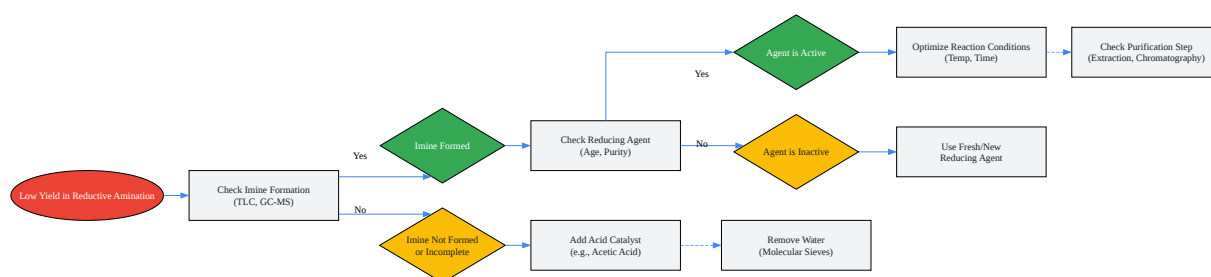 Low Yield in Reductive Amination
Check Imine Formation
(TLC, GC-MS)
Yes
No
Imine Formed
Imine Not Formed
or Incomplete
Check Reducing Agent
(Age, Purity)
Add Acid Catalyst
(e.g., Acetic Acid)
Remove Water
(Molecular Sieves)
Yes
No
Agent is Active
Agent is Inactive
Optimize Reaction Conditions
(Temp, Time)
Check Purification Step
(Extraction, Chromatography)
Use Fresh/New
Reducing Agent